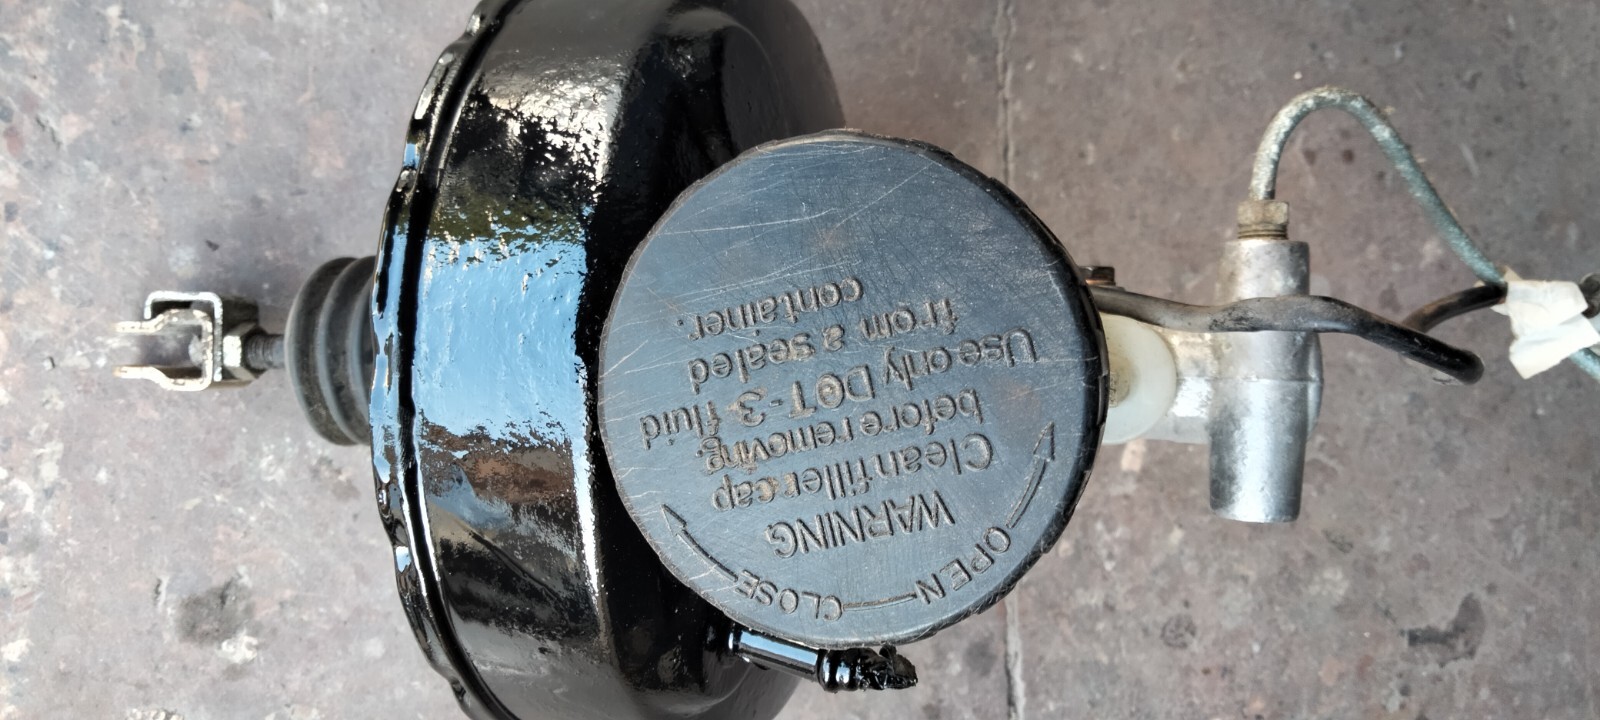 OPEN CLOSE
WARNING
Clean filler cap
before removing.
Use only DOT-3 fluid
from a sealed
container.